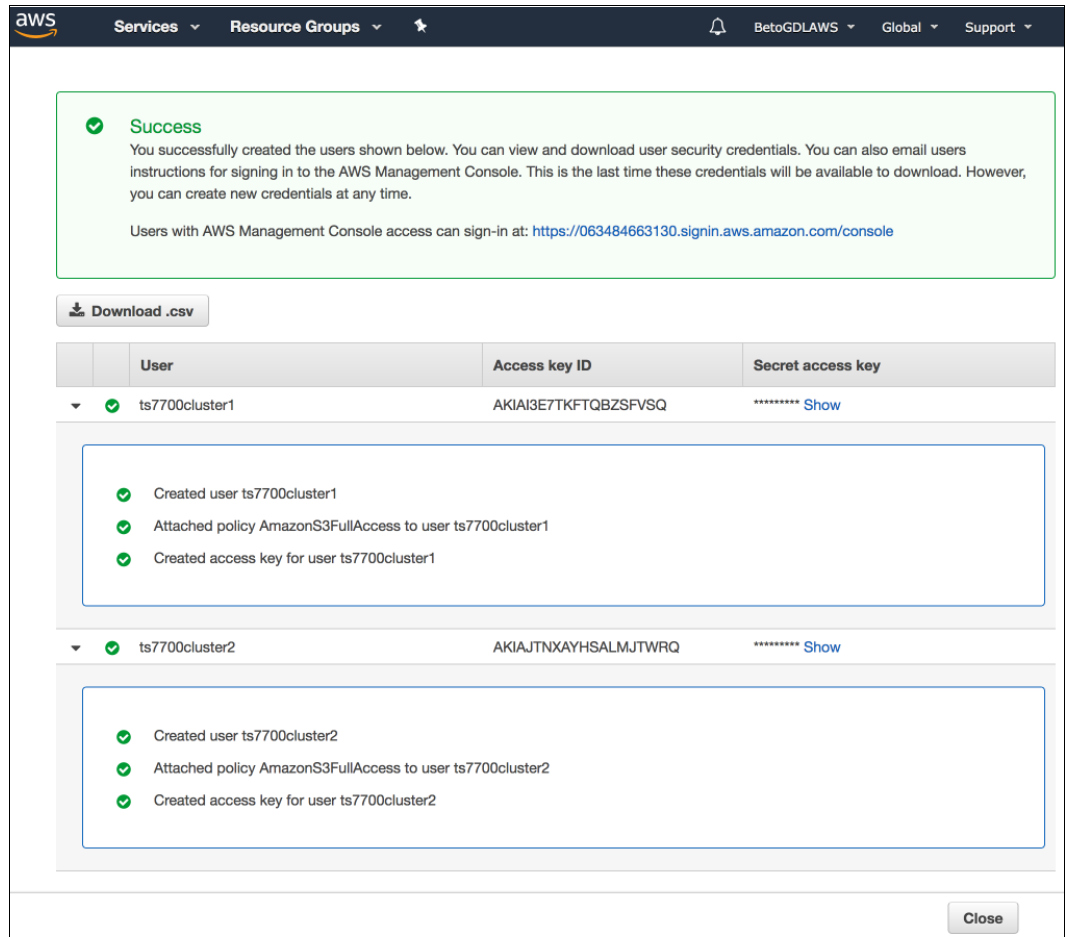 aws Services Resource Groups BetoGDLAWS Global Support
Success
You successfully created the users shown below. You can view and download user security credentials. You can also email users
instructions for signing in to the AWS Management Console. This is the last time these credentials will be available to download. However,
you can create new credentials at any time.
Users with AWS Management Console access can sign-in at: https://063484663130.signin.aws.amazon.com/console
Download .csv
User Access key ID Secret access key
ts7700cluster1 AKIAI3E7TKFTQBZSFVSQ ********* Show
Created user ts7700cluster1
Attached policy AmazonS3FullAccess to user ts7700cluster1
Created access key for user ts7700cluster1
ts7700cluster2 AKIAJTNXAYHSALMJTWRQ ********* Show
Created user ts7700cluster2
Attached policy AmazonS3FullAccess to user ts7700cluster2
Created access key for user ts7700cluster2
Close